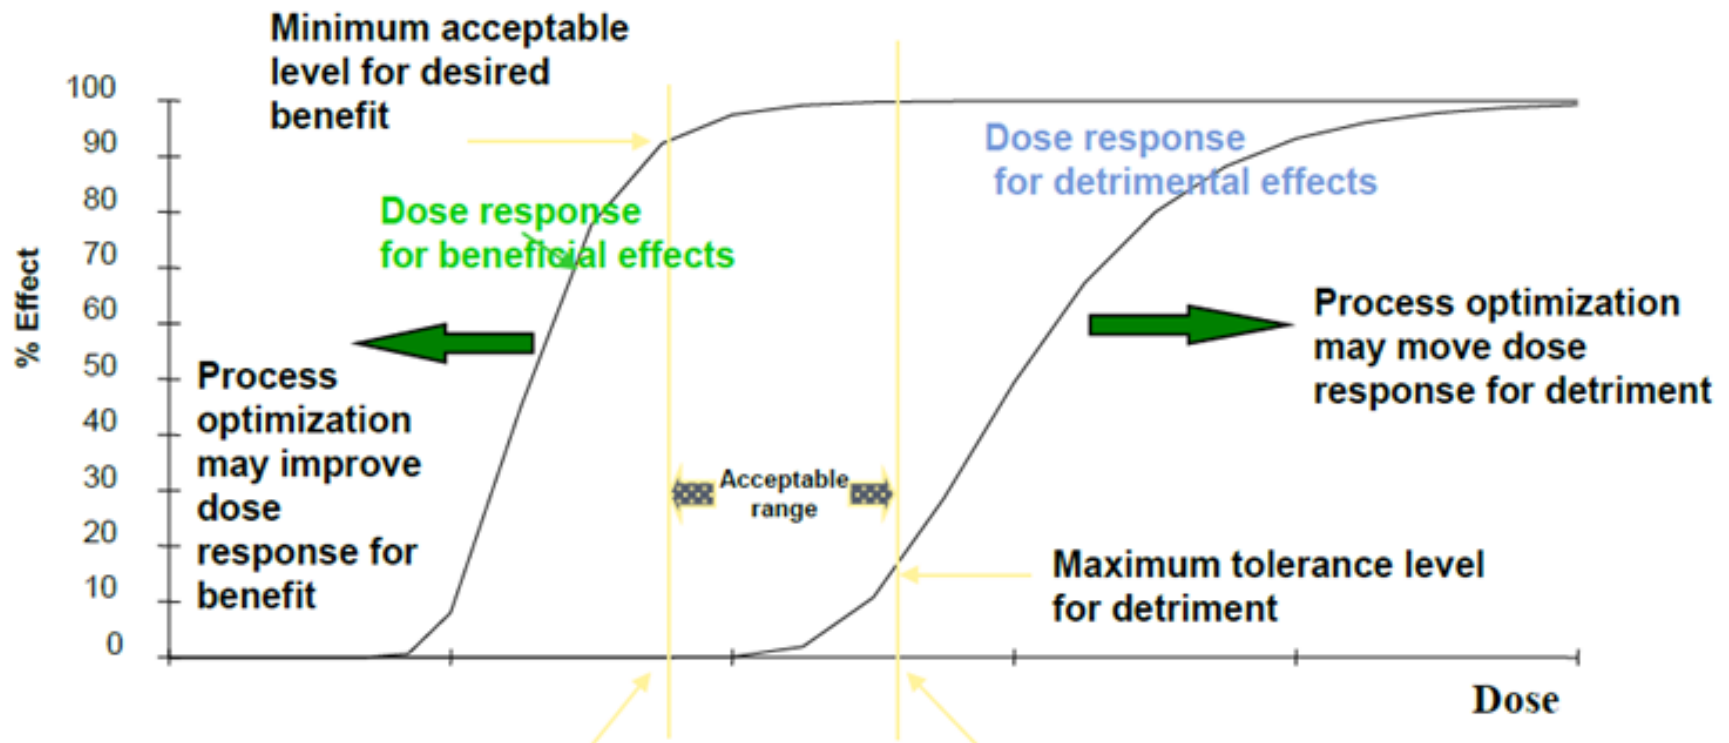 Minimum acceptable
level for desired
benefit
100
90
80
70
60
50
40
30
20
10
0
% Effect
Dose response
for beneficial effects
Dose response
for detrimental effects
Process
optimization
may improve
dose
response for
benefit
Process optimization
may move dose
response for detriment
Acceptable
range
Maximum tolerance level
for detriment
Dose